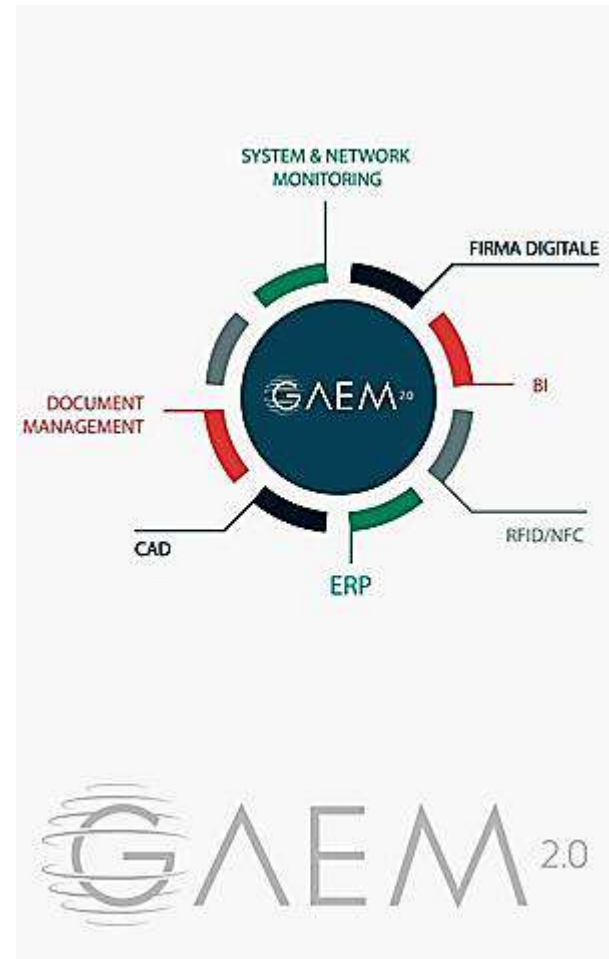 SYSTEM & NETWORK
MONITORING
FIRMA DIGITALE
GAEM 2.0
BI
DOCUMENT
MANAGEMENT
RFID/NFC
CAD
ERP
GAEM 2.0